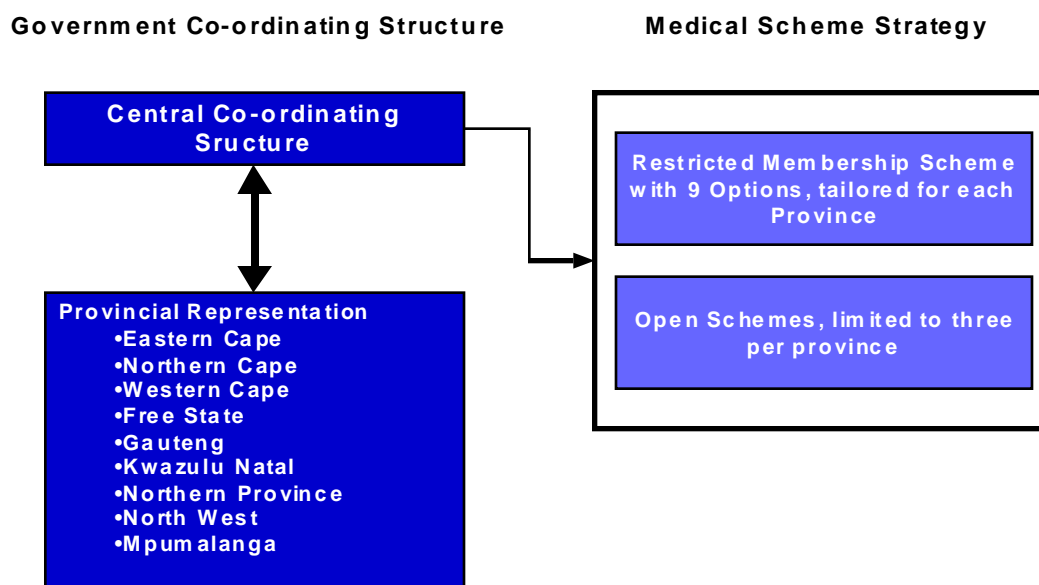 Government Co-ordinating Structure
Medical Scheme Strategy
Central Co-ordinating
Sructure
Restricted Membership Scheme
with 9 Options, tailored for each
Province
Provincial Representation
•Eastern Cape
•Northern Cape
•Western Cape
•Free State
•Gauteng
•Kwazulu Natal
•Northern Province
•North West
•Mpumalanga
Open Schemes, limited to three
per province